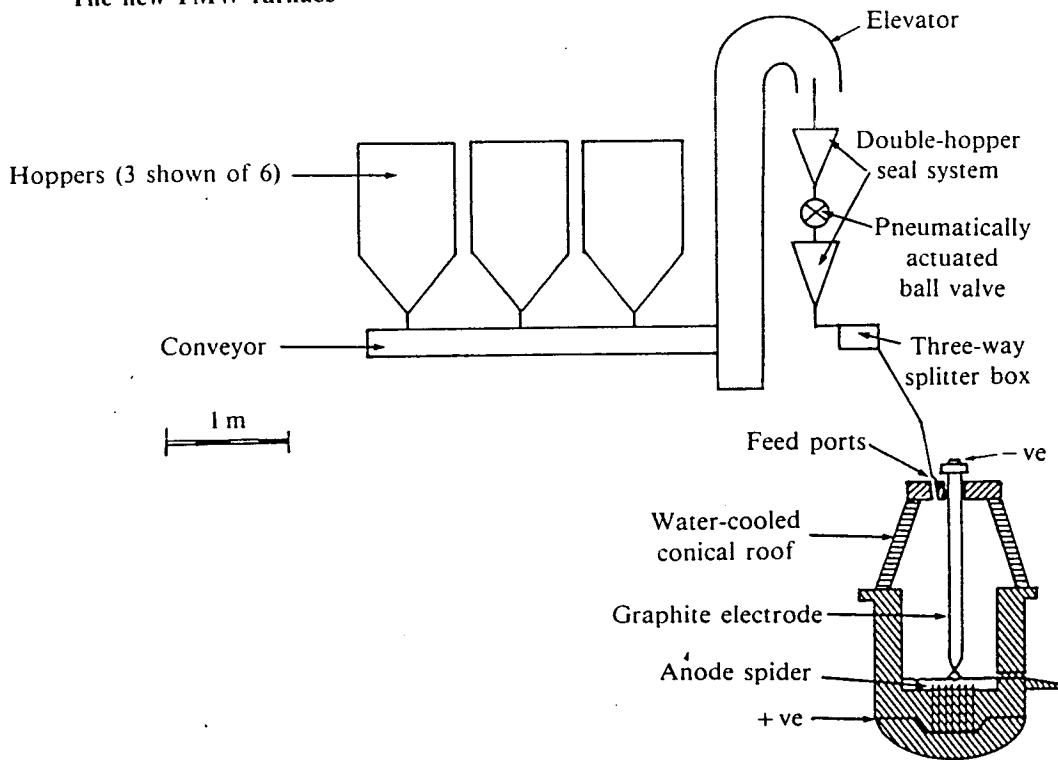 The new 1MW furnace
Elevator
Hoppers (3 shown of 6)
Double-hopper
seal system
Pneumatically
actuated
ball valve
Conveyor
Three-way
splitter box
1 m
Feed ports
– ve
Water-cooled
conical roof
Graphite electrode
Anode spider
+ ve